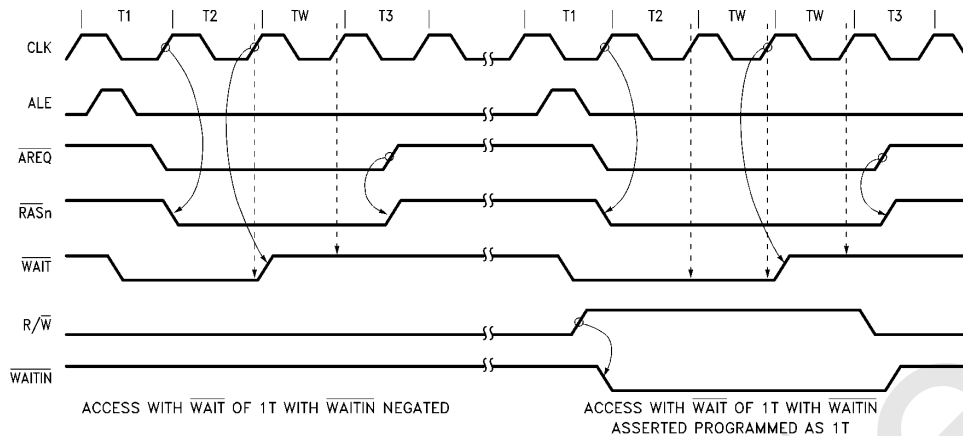 T1 T2 TW T3 T1 T2 TW TW T3
CLK
ALE
AREQ
RASn
WAIT
R/W
WAITIN
ACCESS WITH WAIT OF 1T WITH WAITIN NEGATED
ACCESS WITH WAIT OF 1T WITH WAITIN
ASSERTED PROGRAMMED AS 1T